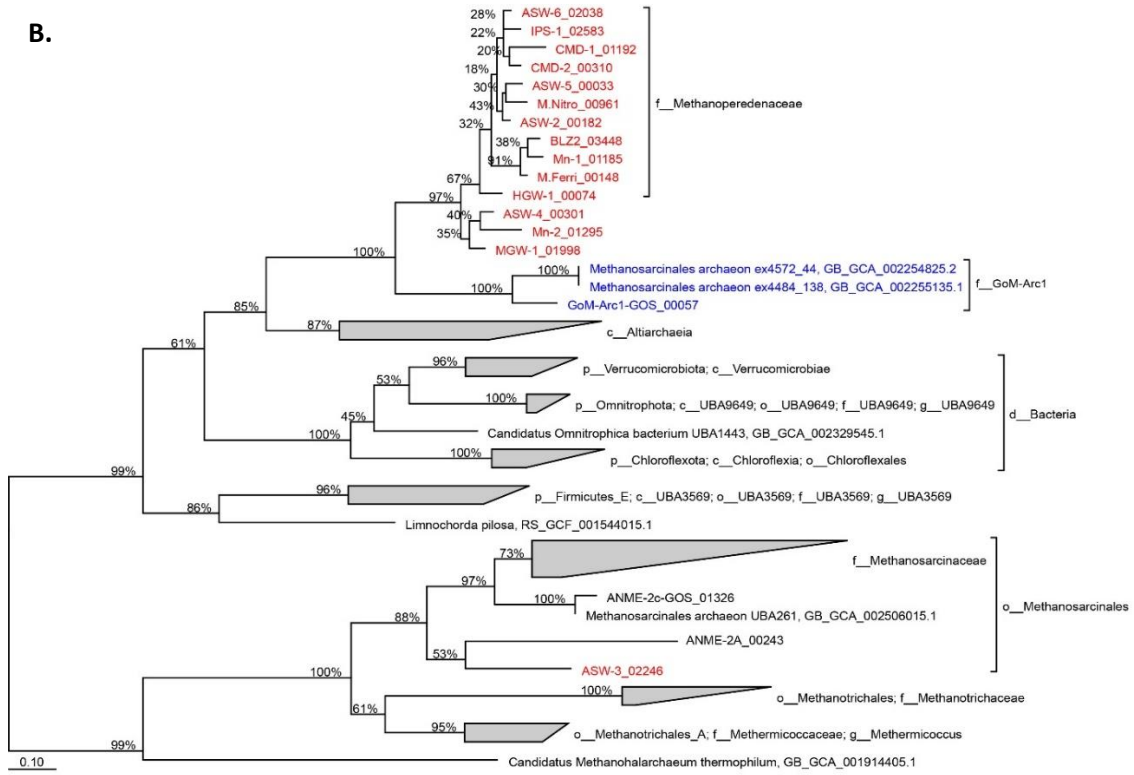 B.
28%
ASW-6_02038
22%
IPS-1_02583
20%
CMD-1_01192
18%
CMD-2_00310
30%
ASW-5_00033
43%
M.Nitro_00961
f__Methanoperedenaceae
32%
ASW-2_00182
38%
BLZ2_03448
91%
Mn-1_01185
M.Ferri_00148
67%
97%
HGW-1_00074
40%
ASW-4_00301
35%
Mn-2_01295
100%
MGW-1_01998
100%
Methanosarcinales archaeon ex4572_44, GB_GCA_002254825.2
Methanosarcinales archaeon ex4484_138, GB_GCA_002255135.1
f__GoM-Arc1
100%
GoM-Arc1-GOS_00057
85%
87%
c__Altiarchaeia
61%
96%
p__Verrucomicrobiota; c__Verrucomicrobiae
53%
100%
p__Omnitrophota; c__UBA9649; o__UBA9649; f__UBA9649; g__UBA9649
d__Bacteria
45%
Candidatus Omnitrophica bacterium UBA1443, GB_GCA_002329545.1
100%
100%
p__Chloroflexota; c__Chloroflexia; o__Chloroflexales
99%
96%
p__Firmicutes_E; c__UBA3569; o__UBA3569; f__UBA3569; g__UBA3569
86%
Limnochorda pilosa, RS_GCF_001544015.1
73%
f__Methanosarcinaceae
97%
ANME-2c-GOS_01326
100%
Methanosarcinales archaeon UBA261, GB_GCA_002506015.1
o__Methanosarcinales
88%
ANME-2A_00243
53%
ASW-3_02246
100%
100%
o__Methanotrichales; f__Methanotrichaceae
61%
95%
o__Methanotrichales_A; f__Methermicoccaceae; g__Methermicoccus
99%
Candidatus Methanohalarchaeum thermophilum, GB_GCA_001914405.1
0.10